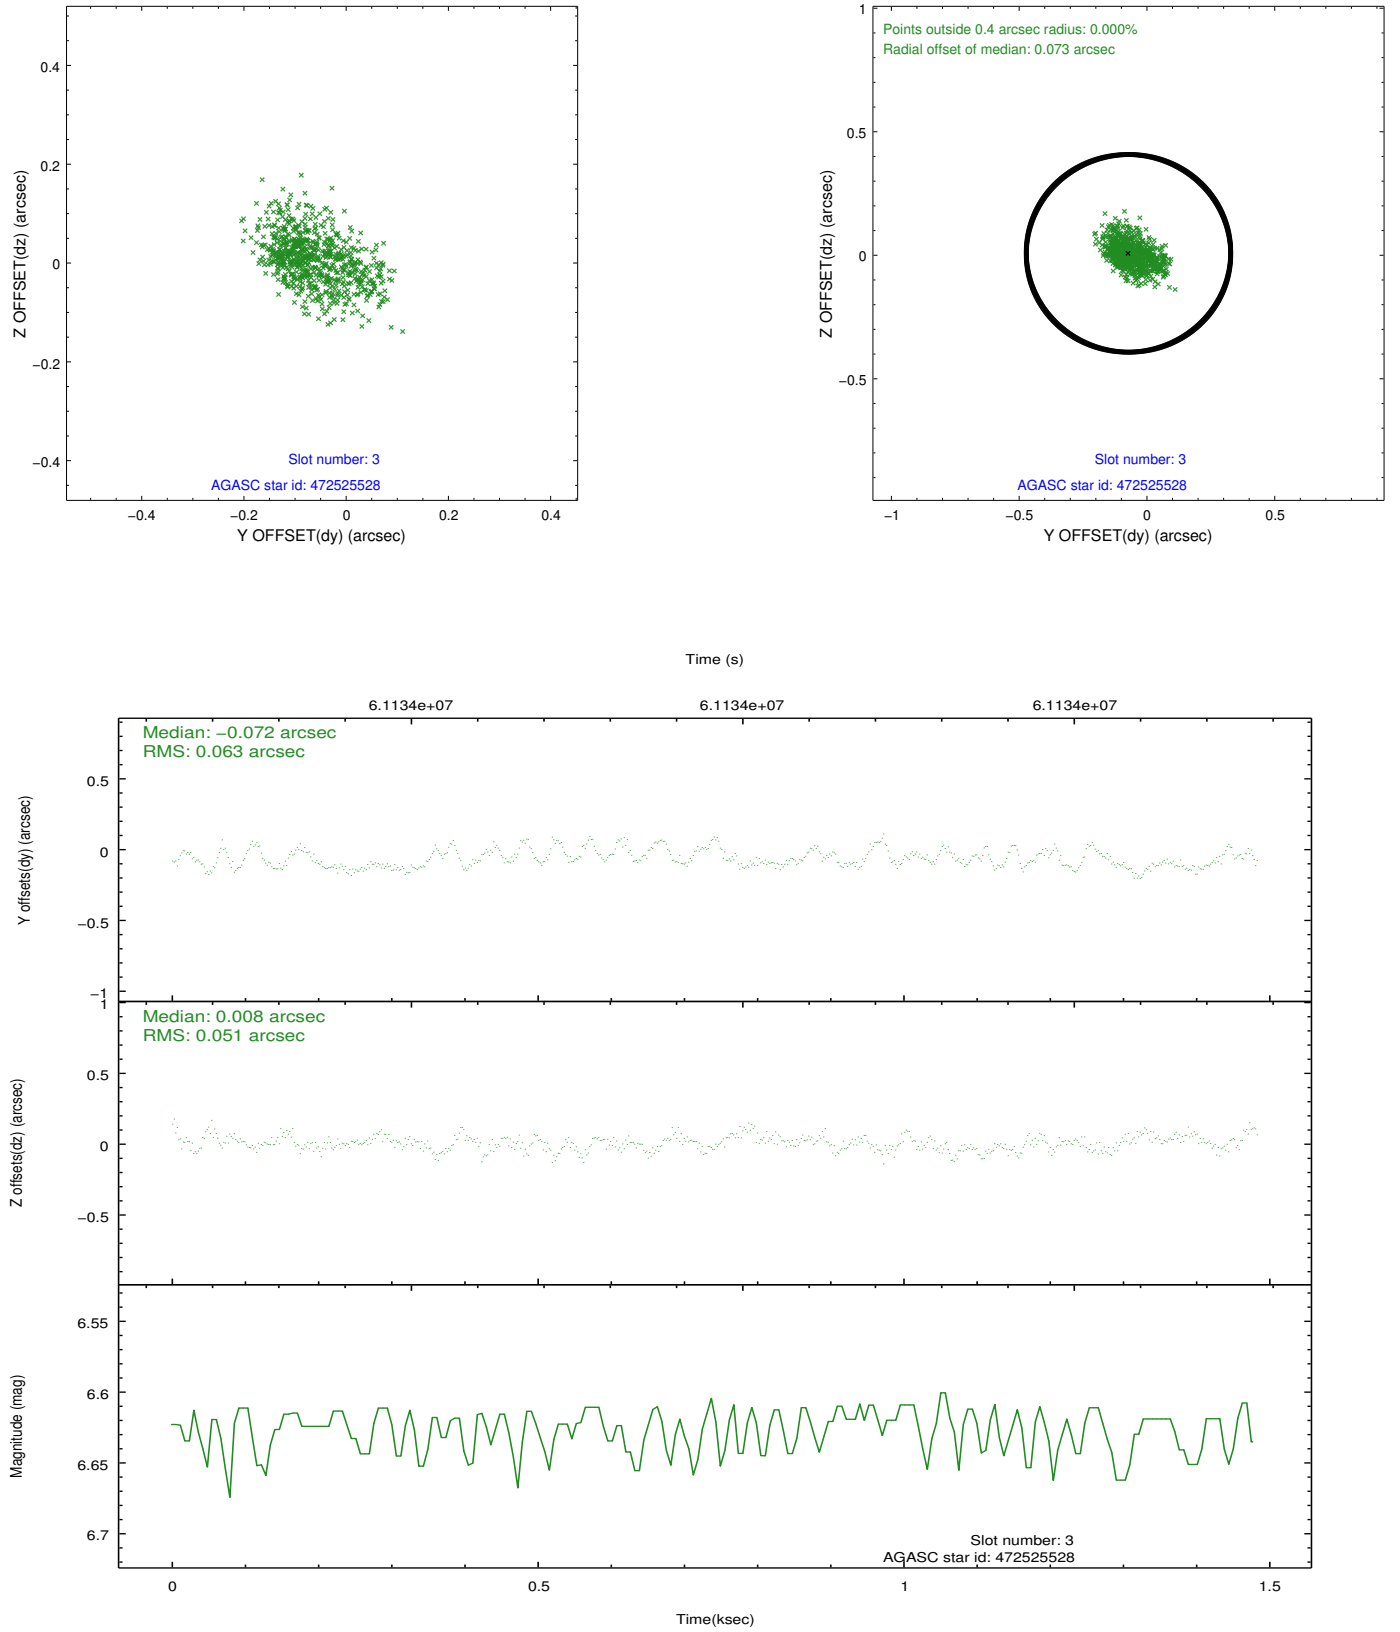 Points outside 0.4 arcsec radius: 0.000%
Radial offset of median: 0.073 arcsec
0.4
0.2
0
−0.2
−0.4
Z OFFSET(dz) (arcsec)
Slot number: 3
AGASC star id: 472525528
−0.4
−0.2
0
0.2
0.4
Y OFFSET(dy) (arcsec)
1
0.5
0
−0.5
Z OFFSET(dz) (arcsec)
Slot number: 3
AGASC star id: 472525528
−1
−0.5
0
0.5
Y OFFSET(dy) (arcsec)
Time (s)
6.1134e+07
6.1134e+07
6.1134e+07
Median: −0.072 arcsec
RMS: 0.063 arcsec
0.5
0
−0.5
−1
Y offsets(dy) (arcsec)
Median: 0.008 arcsec
RMS: 0.051 arcsec
1
0.5
0
−0.5
Z offsets(dz) (arcsec)
6.55
6.6
6.65
6.7
Magnitude (mag)
Slot number: 3
AGASC star id: 472525528
0
0.5
1
1.5
Time(ksec)